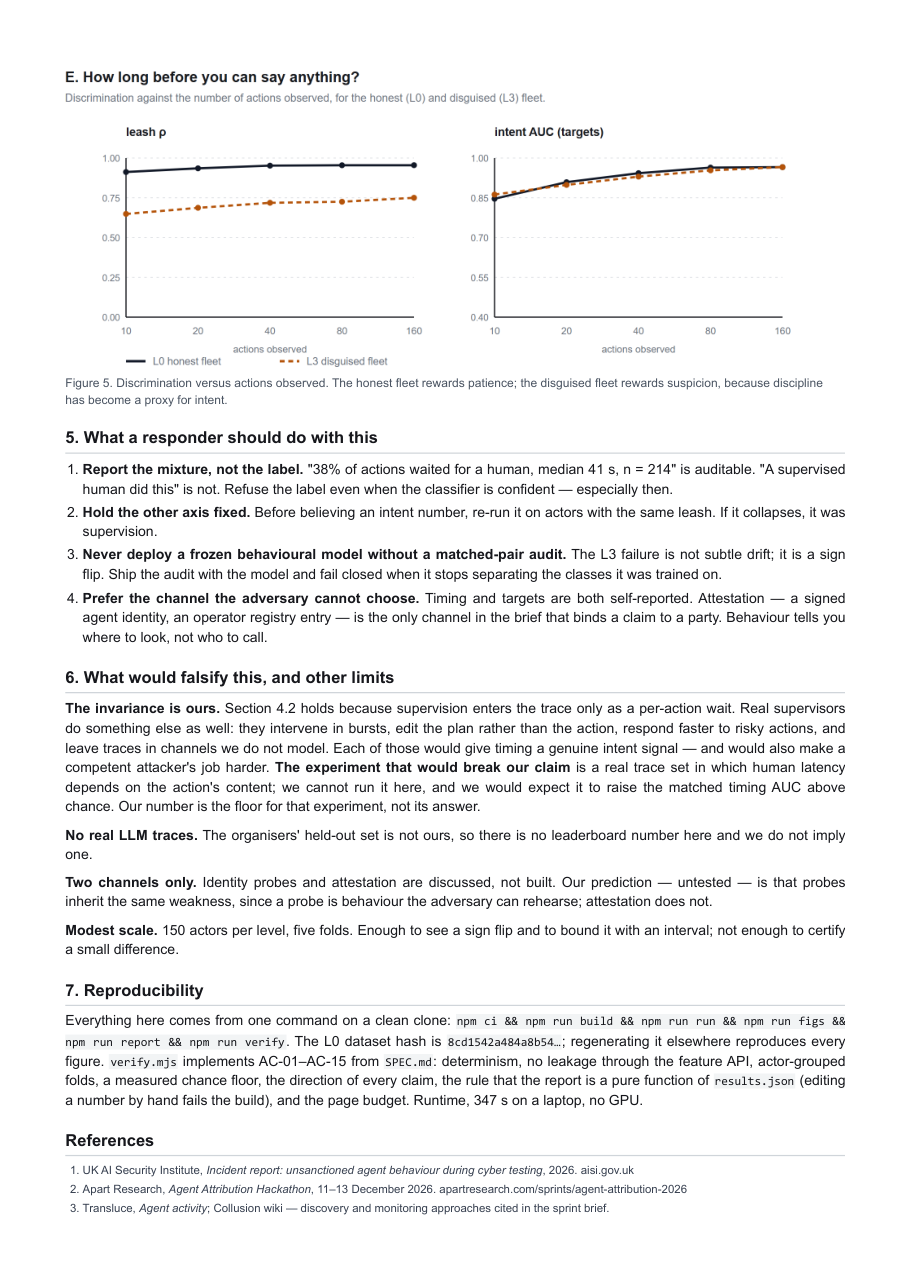 E. How long before you can say anything?
Discrimination against the number of actions observed, for the honest (L0) and disguised (L3) fleet.
leash ρ
1.00
0.75
0.50
0.25
0.00
10
20
40
80
160
actions observed
L0 honest fleet
L3 disguised fleet
intent AUC (targets)
1.00
0.85
0.70
0.55
0.40
10
20
40
80
160
actions observed
Figure 5. Discrimination versus actions observed. The honest fleet rewards patience; the disguised fleet rewards suspicion, because discipline
has become a proxy for intent.
5. What a responder should do with this
1. Report the mixture, not the label. "38% of actions waited for a human, median 41 s, n = 214" is auditable. "A supervised
human did this" is not. Refuse the label even when the classifier is confident — especially then.
2. Hold the other axis fixed. Before believing an intent number, re-run it on actors with the same leash. If it collapses, it was
supervision.
3. Never deploy a frozen behavioural model without a matched-pair audit. The L3 failure is not subtle drift; it is a sign
flip. Ship the audit with the model and fail closed when it stops separating the classes it was trained on.
4. Prefer the channel the adversary cannot choose. Timing and targets are both self-reported. Attestation — a signed
agent identity, an operator registry entry — is the only channel in the brief that binds a claim to a party. Behaviour tells you
where to look, not who to call.
6. What would falsify this, and other limits
The invariance is ours. Section 4.2 holds because supervision enters the trace only as a per-action wait. Real supervisors
do something else as well: they intervene in bursts, edit the plan rather than the action, respond faster to risky actions, and
leave traces in channels we do not model. Each of those would give timing a genuine intent signal — and would also make a
competent attacker's job harder. The experiment that would break our claim is a real trace set in which human latency
depends on the action's content; we cannot run it here, and we would expect it to raise the matched timing AUC above
chance. Our number is the floor for that experiment, not its answer.
No real LLM traces. The organisers' held-out set is not ours, so there is no leaderboard number here and we do not imply
one.
Two channels only. Identity probes and attestation are discussed, not built. Our prediction — untested — is that probes
inherit the same weakness, since a probe is behaviour the adversary can rehearse; attestation does not.
Modest scale. 150 actors per level, five folds. Enough to see a sign flip and to bound it with an interval; not enough to certify
a small difference.
7. Reproducibility
Everything here comes from one command on a clean clone: npm ci && npm run build && npm run run && npm run figs &&
npm run report && npm run verify. The L0 dataset hash is 8cd1542a484a8b54…; regenerating it elsewhere reproduces every
figure. verify.mjs implements AC-01–AC-15 from SPEC.md: determinism, no leakage through the feature API, actor-grouped
folds, a measured chance floor, the direction of every claim, the rule that the report is a pure function of results.json (editing
a number by hand fails the build), and the page budget. Runtime, 347 s on a laptop, no GPU.
References
1. UK AI Security Institute, Incident report: unsanctioned agent behaviour during cyber testing, 2026. aisi.gov.uk
2. Apart Research, Agent Attribution Hackathon, 11–13 December 2026. apartresearch.com/sprints/agent-attribution-2026
3. Transluce, Agent activity; Collusion wiki — discovery and monitoring approaches cited in the sprint brief.